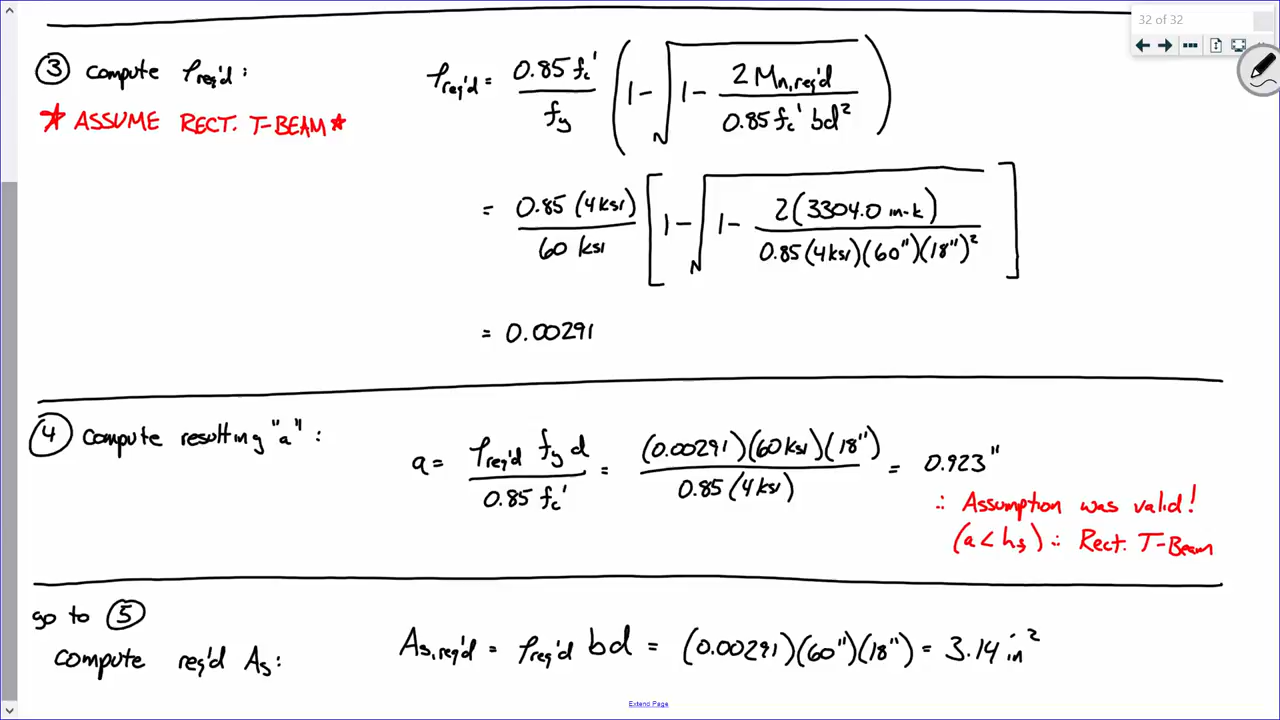 32 of 32
③ Compute ρreq'd :
* ASSUME RECT. T-BEAM *
ρreq'd = 0.85 fc' / fy ( 1 - √( 1 - 2 Mn,req'd / 0.85 fc' bd² ) )
= 0.85 (4 ksi) / 60 ksi [ 1 - √( 1 - 2 (3304.0 in-k) / 0.85 (4 ksi)(60")(18")² ) ]
= 0.00291
④ Compute resulting "a" :
a = ρreq'd fy d / 0.85 fc' = (0.00291)(60 ksi)(18") / 0.85 (4 ksi) = 0.923"
∴ Assumption was valid!
(a < hf) ∴ Rect. T-Beam
go to ⑤
Compute req'd As:
As,req'd = ρreq'd bd = (0.00291)(60")(18") = 3.14 in²
Extend Page